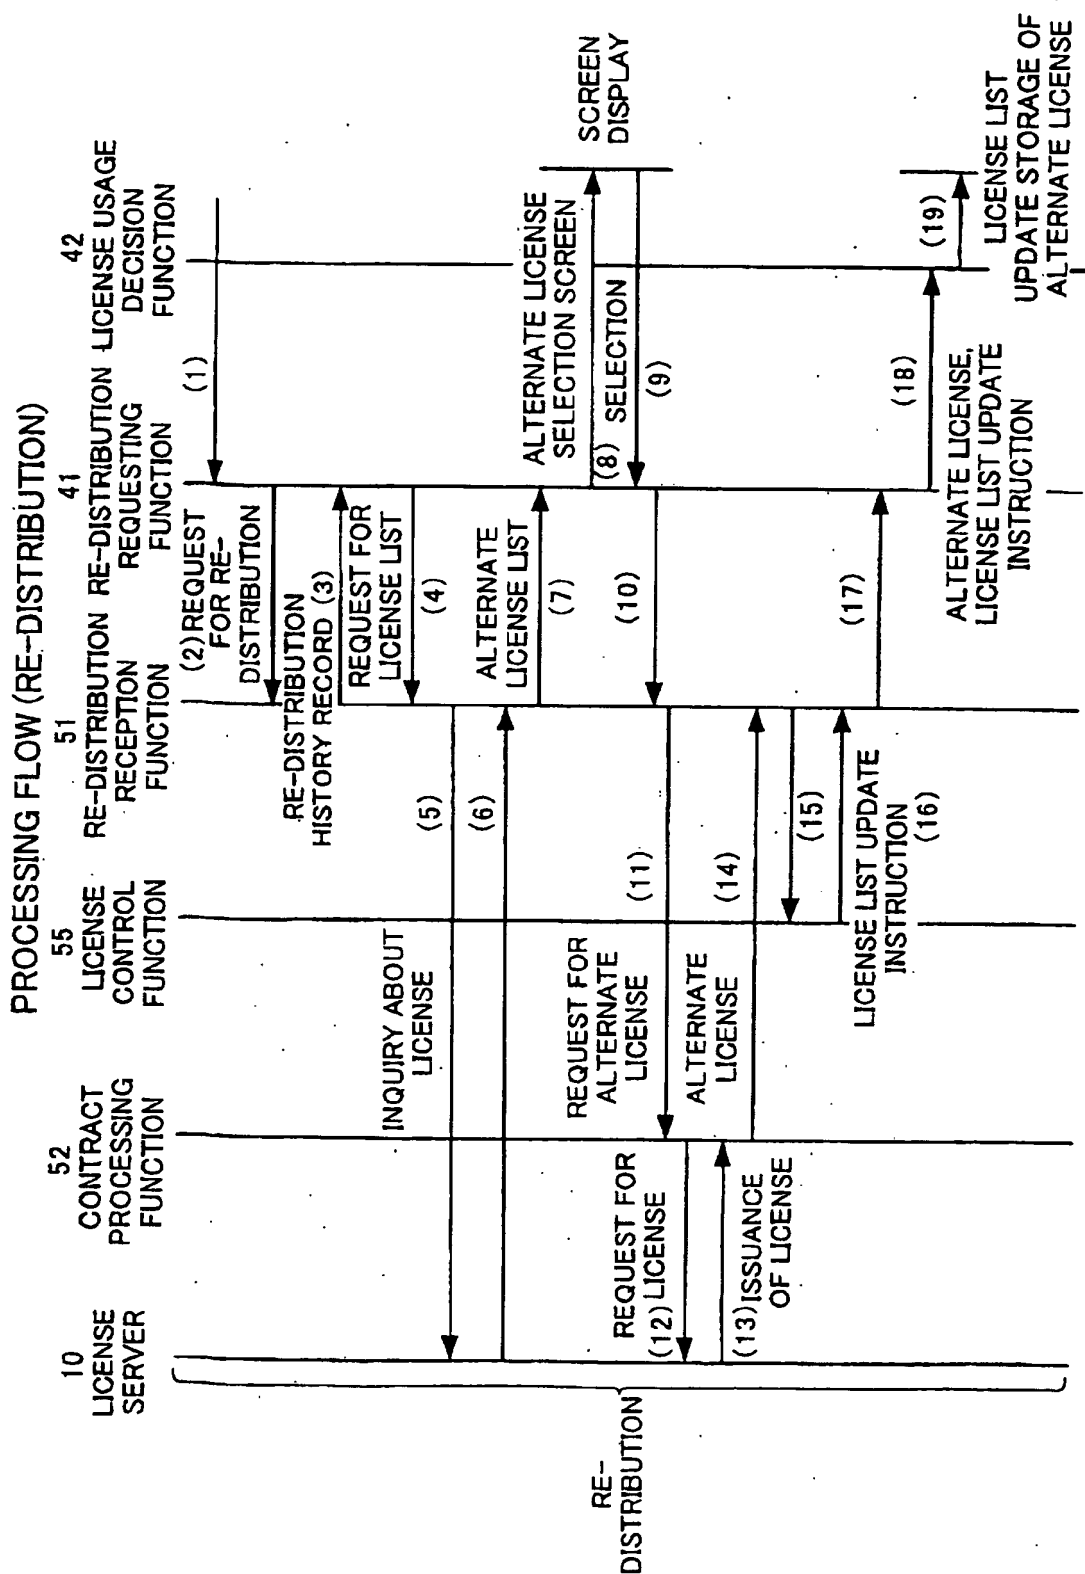 PROCESSING FLOW (RE-DISTRIBUTION)
10
LICENSE
SERVER
52
CONTRACT
PROCESSING
FUNCTION
55
LICENSE
CONTROL
FUNCTION
51
RE-DISTRIBUTION
RECEPTION
FUNCTION
41
RE-DISTRIBUTION
REQUESTING
FUNCTION
42
LICENSE USAGE
DECISION
FUNCTION
(1)
(2) REQUEST
FOR RE-
DISTRIBUTION
RE-DISTRIBUTION
HISTORY RECORD (3)
REQUEST FOR
LICENSE LIST
(4)
INQUIRY ABOUT
LICENSE
(5)
(6)
ALTERNATE
LICENSE LIST
(7)
ALTERNATE LICENSE
SELECTION SCREEN
(8) SELECTION
(9)
SCREEN
DISPLAY
(10)
REQUEST FOR
ALTERNATE
LICENSE
(11)
REQUEST FOR
(12) LICENSE
(13) ISSUANCE
OF LICENSE
ALTERNATE
LICENSE
(14)
(15)
LICENSE LIST UPDATE
INSTRUCTION
(16)
(17)
ALTERNATE LICENSE,
LICENSE LIST UPDATE
INSTRUCTION
(18)
(19)
LICENSE LIST
UPDATE STORAGE OF
ALTERNATE LICENSE
RE-
DISTRIBUTION